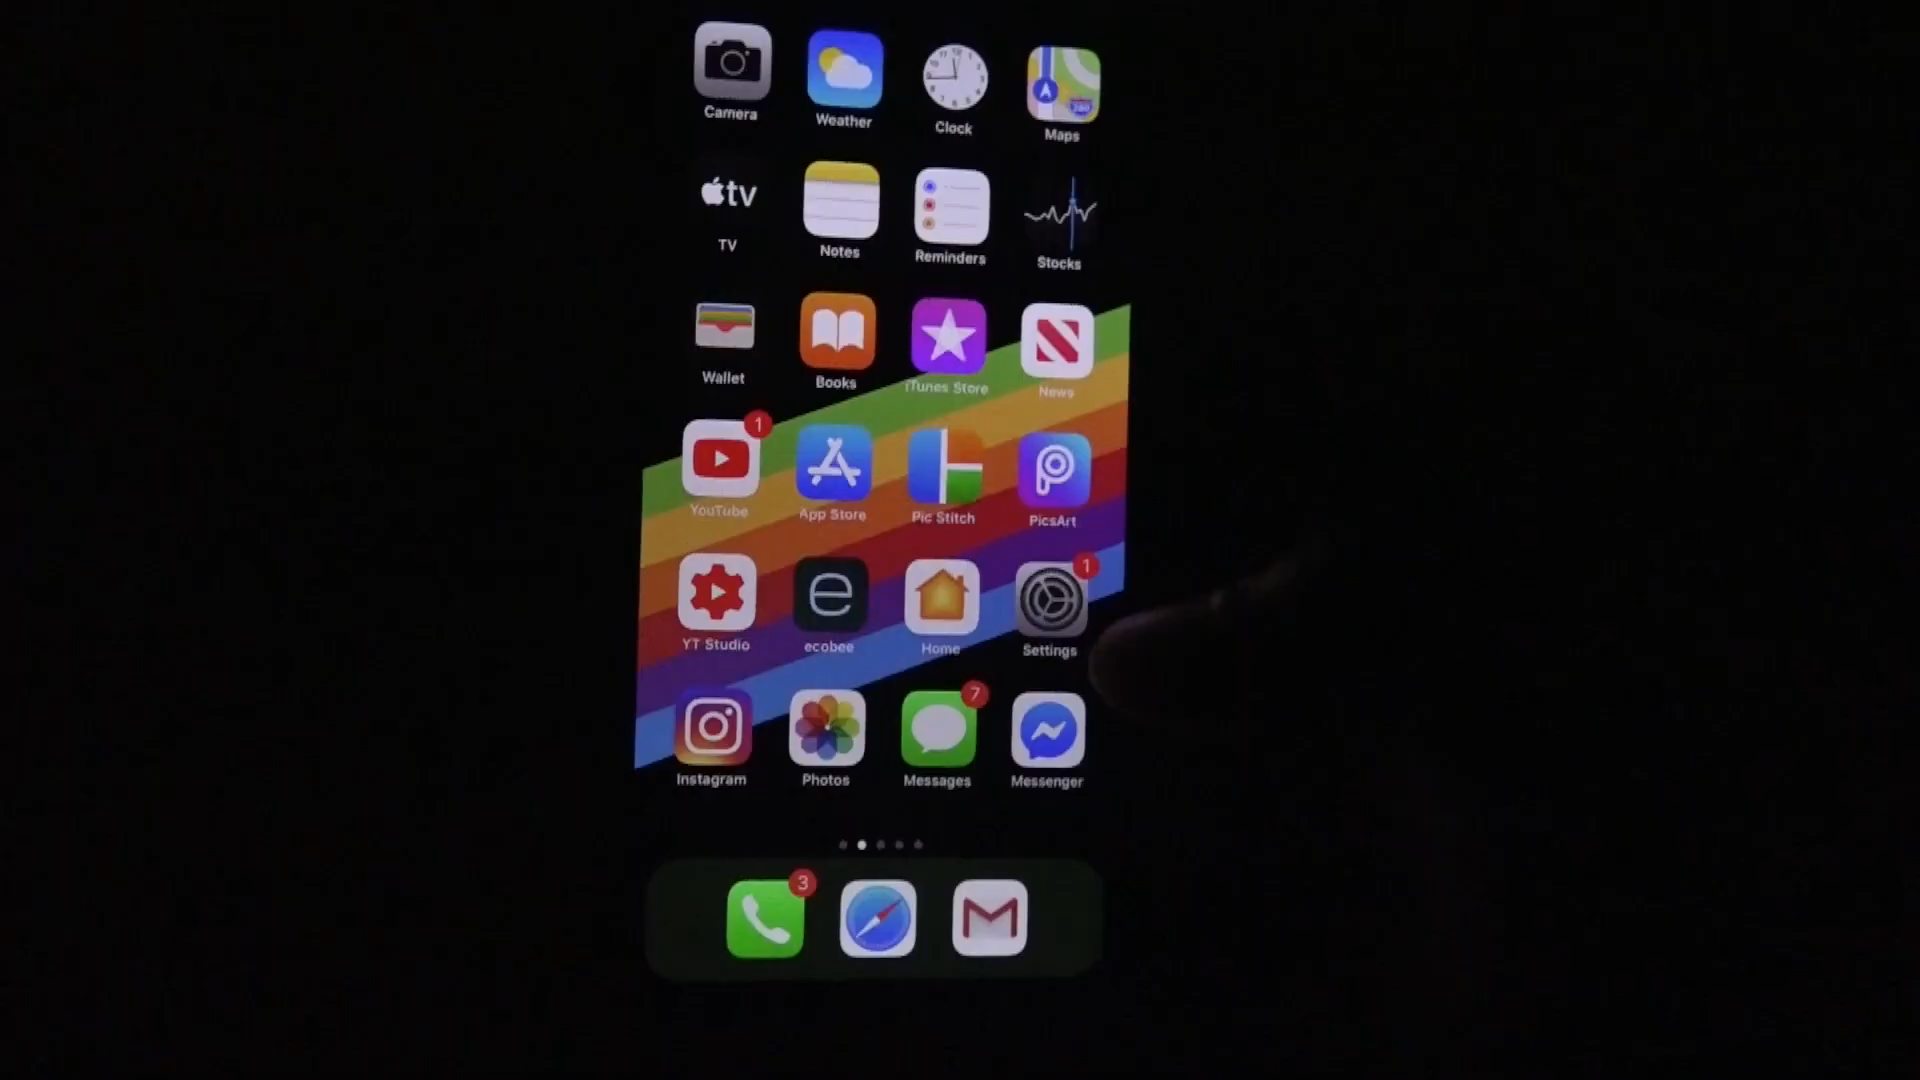 Camera Weather Clock Maps
tv
TV Notes Reminders Stocks
Wallet Books iTunes Store News
1
YouTube App Store Pic Stitch PicsArt
1
YT Studio ecobee Home Settings
7
Instagram Photos Messages Messenger
3